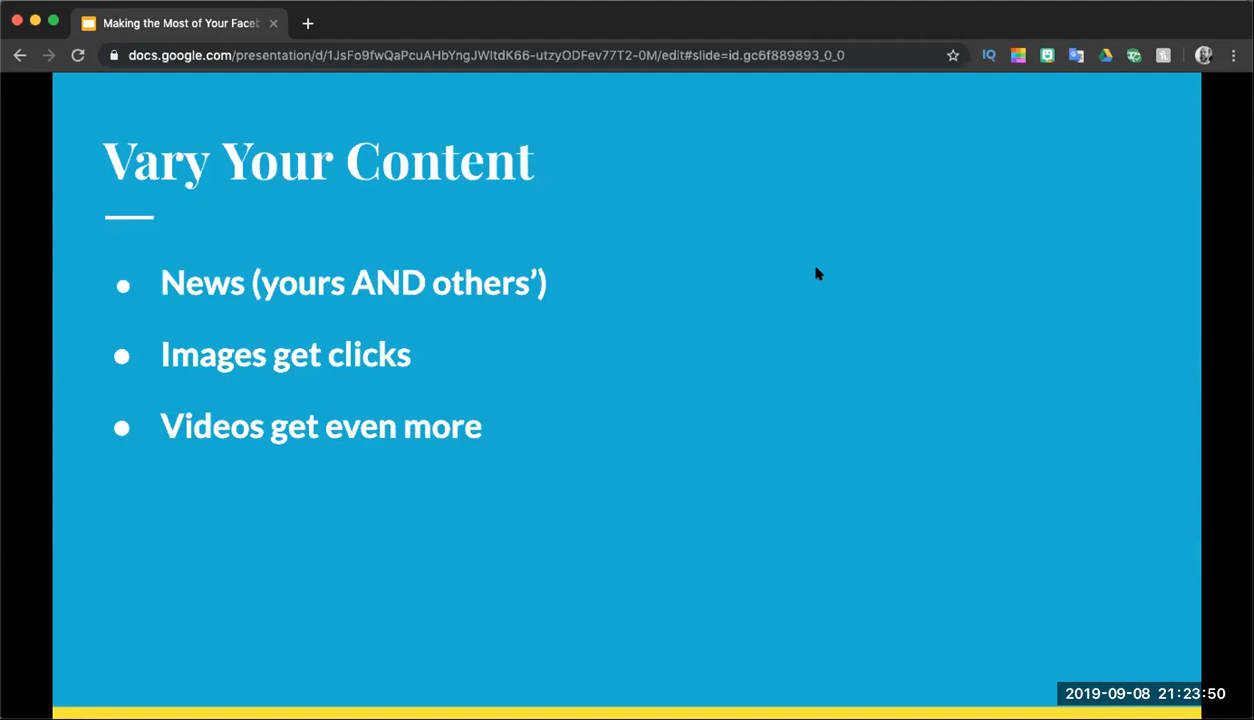 Making the Most of Your Faceb
docs.google.com/presentation/d/1JsFo9fwQaPcuAHbYngJWltdK66-utzyODFev77T2-0M/edit#slide=id.gc6f889893_0_0
IQ
Vary Your Content
● News (yours AND others’)
● Images get clicks
● Videos get even more
2019-09-08 21:23:50